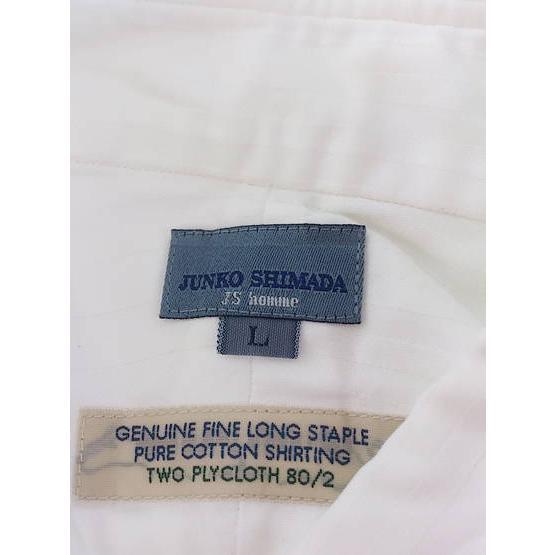 JUNKO SHIMADA
JS homme
L
GENUINE FINE LONG STAPLE
PURE COTTON SHIRTING
TWO PLYCLOTH 80/2